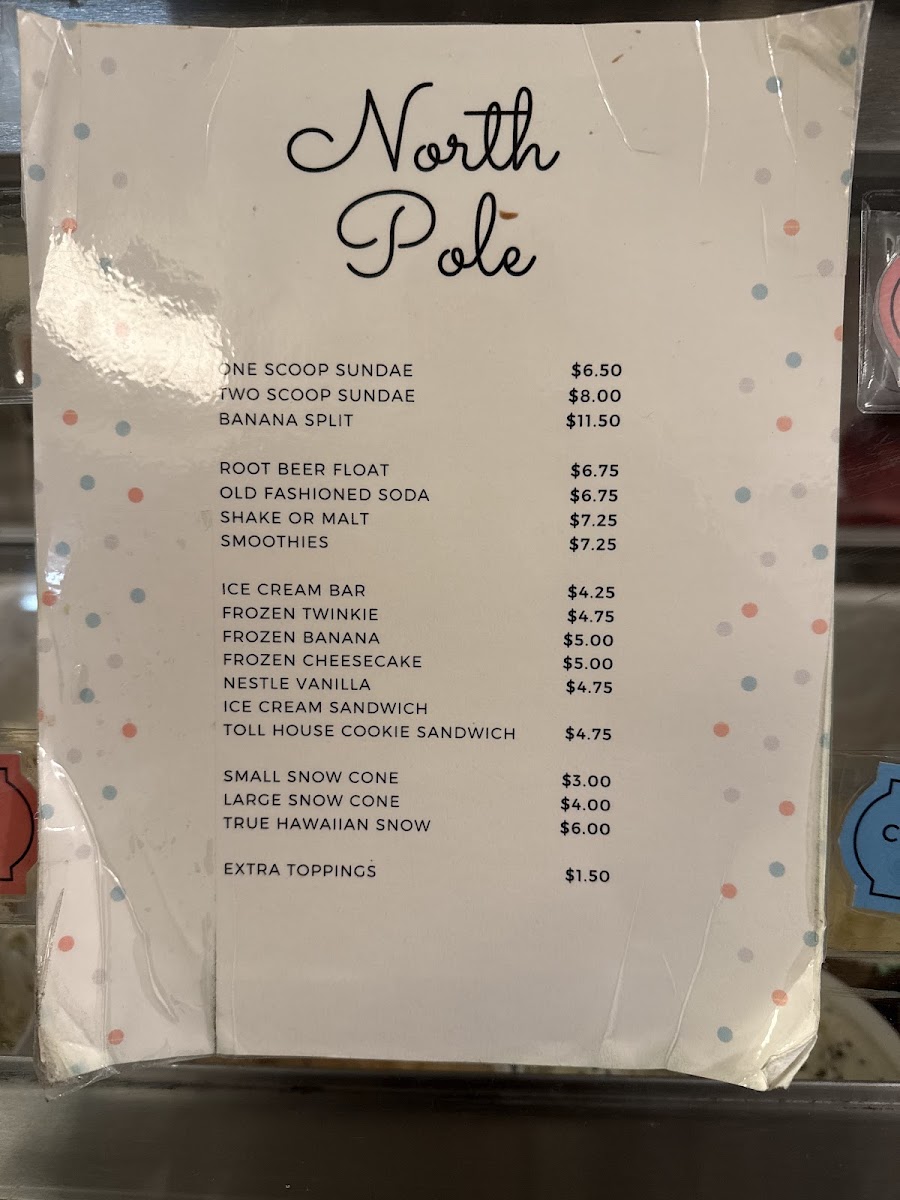 North
Pole
ONE SCOOP SUNDAE $6.50
TWO SCOOP SUNDAE $8.00
BANANA SPLIT $11.50
ROOT BEER FLOAT $6.75
OLD FASHIONED SODA $6.75
SHAKE OR MALT $7.25
SMOOTHIES $7.25
ICE CREAM BAR $4.25
FROZEN TWINKIE $4.75
FROZEN BANANA $5.00
FROZEN CHEESECAKE $5.00
NESTLE VANILLA $4.75
ICE CREAM SANDWICH
TOLL HOUSE COOKIE SANDWICH $4.75
SMALL SNOW CONE $3.00
LARGE SNOW CONE $4.00
TRUE HAWAIIAN SNOW $6.00
EXTRA TOPPINGS $1.50